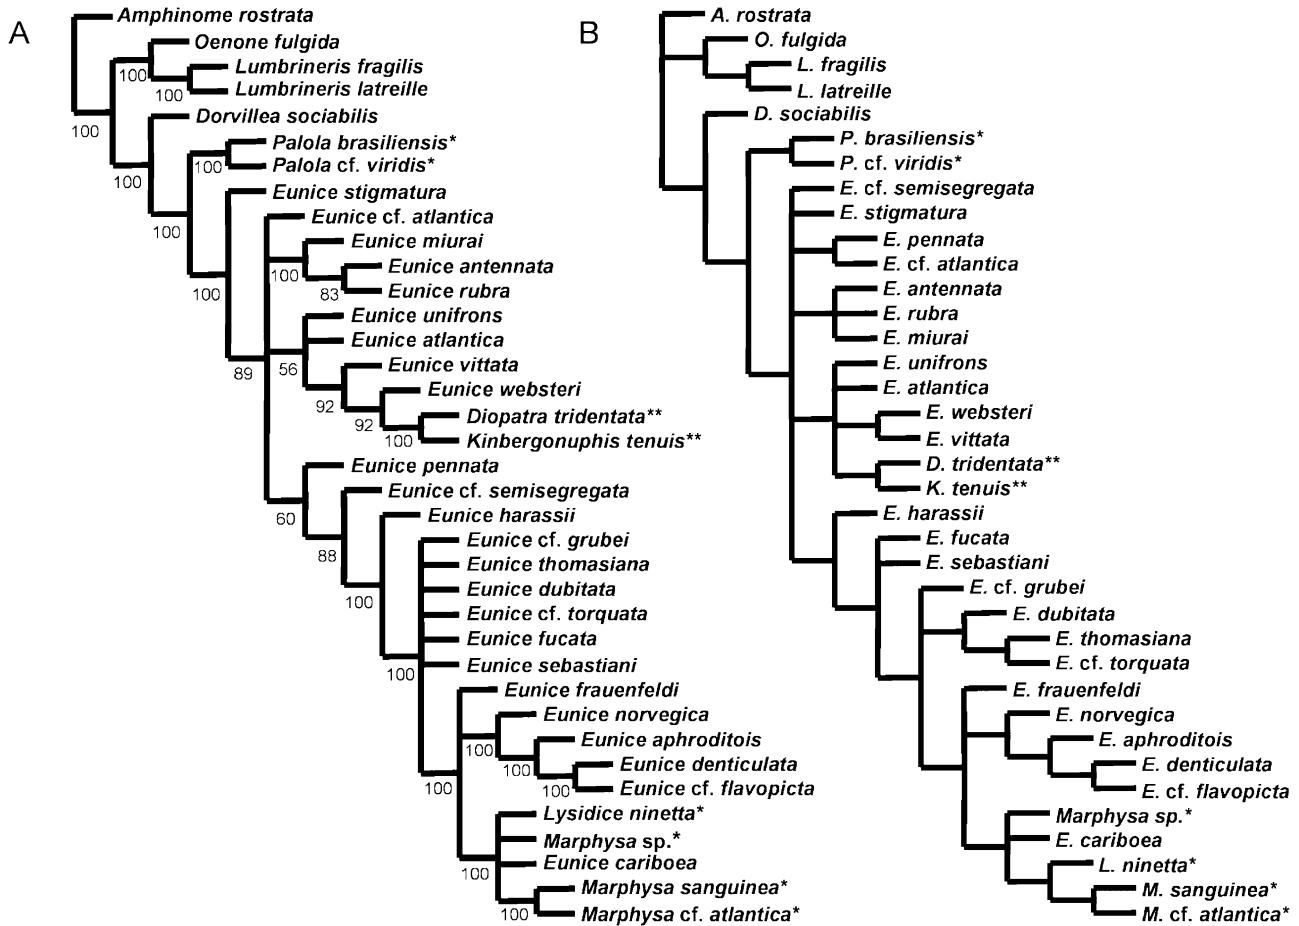 A
Amphinome rostrata
Oenone fulgida
100
Lumbrineris fragilis
100
Lumbrineris latreille
100
Dorvillea sociabilis
Palola brasiliensis*
100
Palola cf. viridis*
100
Eunice stigmatura
Eunice cf. atlantica
100
Eunice miurai
100
Eunice antennata
83
Eunice rubra
100
Eunice unifrons
Eunice atlantica
89
56
Eunice vittata
Eunice websteri
92
Diopatra tridentata**
92
100
Kinbergonuphis tenuis**
Eunice pennata
Eunice cf. semisegregata
60
Eunice harassii
Eunice cf. grubei
88
Eunice thomasiana
Eunice dubitata
100
Eunice cf. torquata
Eunice fucata
Eunice sebastiani
100
Eunice frauenfeldi
Eunice norvegica
100
Eunice aphroditois
100
Eunice denticulata
100
100
Eunice cf. flavopicta
Lysidice ninetta*
Marphysa sp.*
Eunice cariboea
100
Marphysa sanguinea*
100
Marphysa cf. atlantica*
B
A. rostrata
O. fulgida
L. fragilis
L. latreille
D. sociabilis
P. brasiliensis*
P. cf. viridis*
E. cf. semisegregata
E. stigmatura
E. pennata
E. cf. atlantica
E. antennata
E. rubra
E. miurai
E. unifrons
E. atlantica
E. websteri
E. vittata
D. tridentata**
K. tenuis**
E. harassii
E. fucata
E. sebastiani
E. cf. grubei
E. dubitata
E. thomasiana
E. cf. torquata
E. frauenfeldi
E. norvegica
E. aphroditois
E. denticulata
E. cf. flavopicta
Marphysa sp.*
E. cariboea
L. ninetta*
M. sanguinea*
M. cf. atlantica*